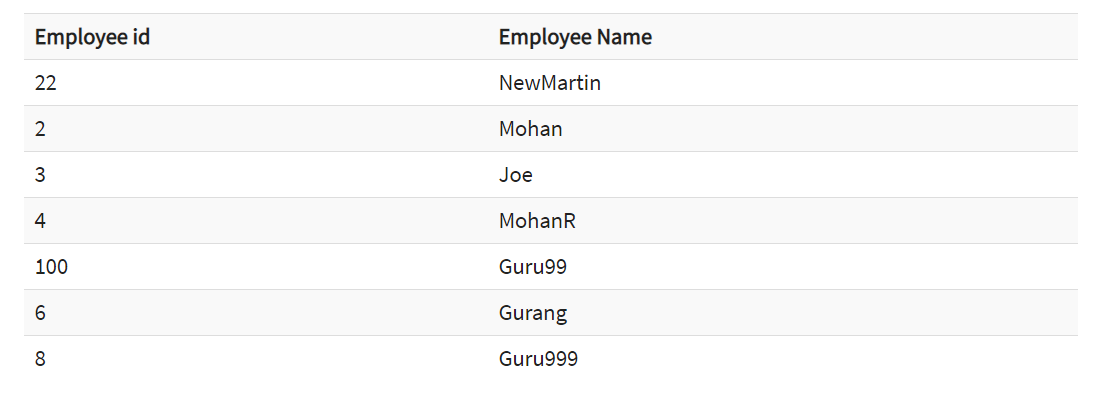 Employee id Employee Name
22 NewMartin
2 Mohan
3 Joe
4 MohanR
100 Guru99
6 Gurang
8 Guru999